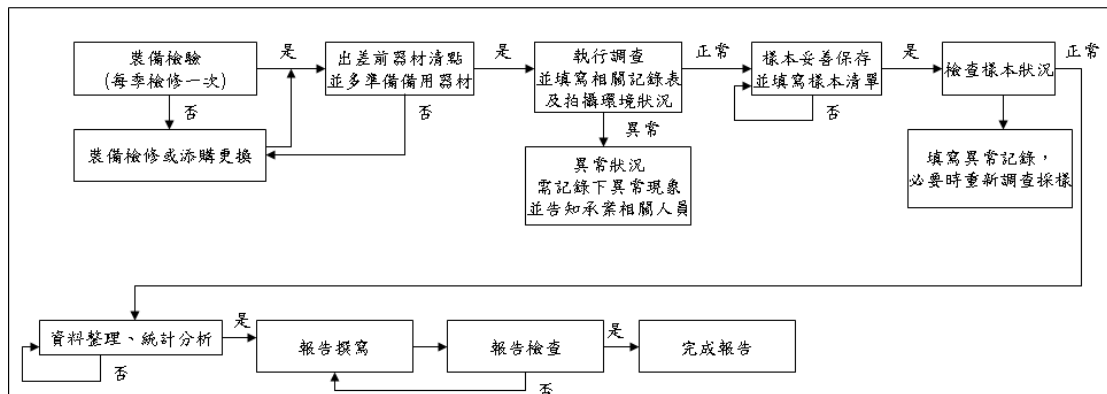 裝備檢驗
(每季檢修一次)
是
出差前器材清點
並多準備備用器材
是
執行調查
並填寫相關記錄表
及拍攝環境狀況
正常
樣本妥善保存
並填寫樣本清單
是
檢查樣本狀況
正常
否
否
否
異常
裝備檢修或添購更換
異常狀況
需記錄下異常現象
並告知承業相關人員
填寫異常記錄，
必要時重新調查採樣
資料整理、統計分析
是
報告撰寫
報告檢查
是
完成報告
否
否